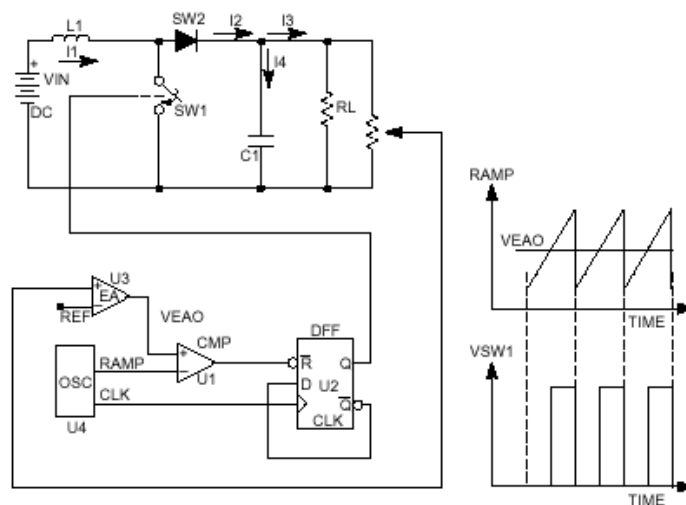 L1
SW2
I2
I3
I1
I4
+
VIN
DC
SW1
RL
C1
RAMP
VEAO
TIME
U3
+
EA
−
REF
VEAO
CMP
DFF
+
−
U1
R
Q
D
U2
Q
CLK
OSC
RAMP
CLK
U4
VSW1
TIME